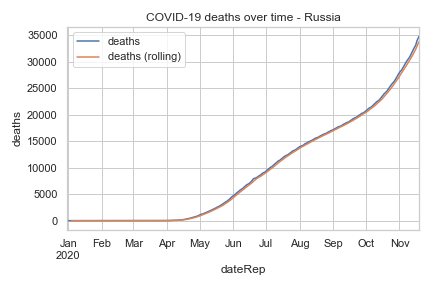 COVID-19 deaths over time - Russia
deaths
deaths (rolling)
35000
30000
25000
20000
15000
10000
5000
0
deaths
Jan Feb Mar Apr May Jun Jul Aug Sep Oct Nov
2020
dateRep